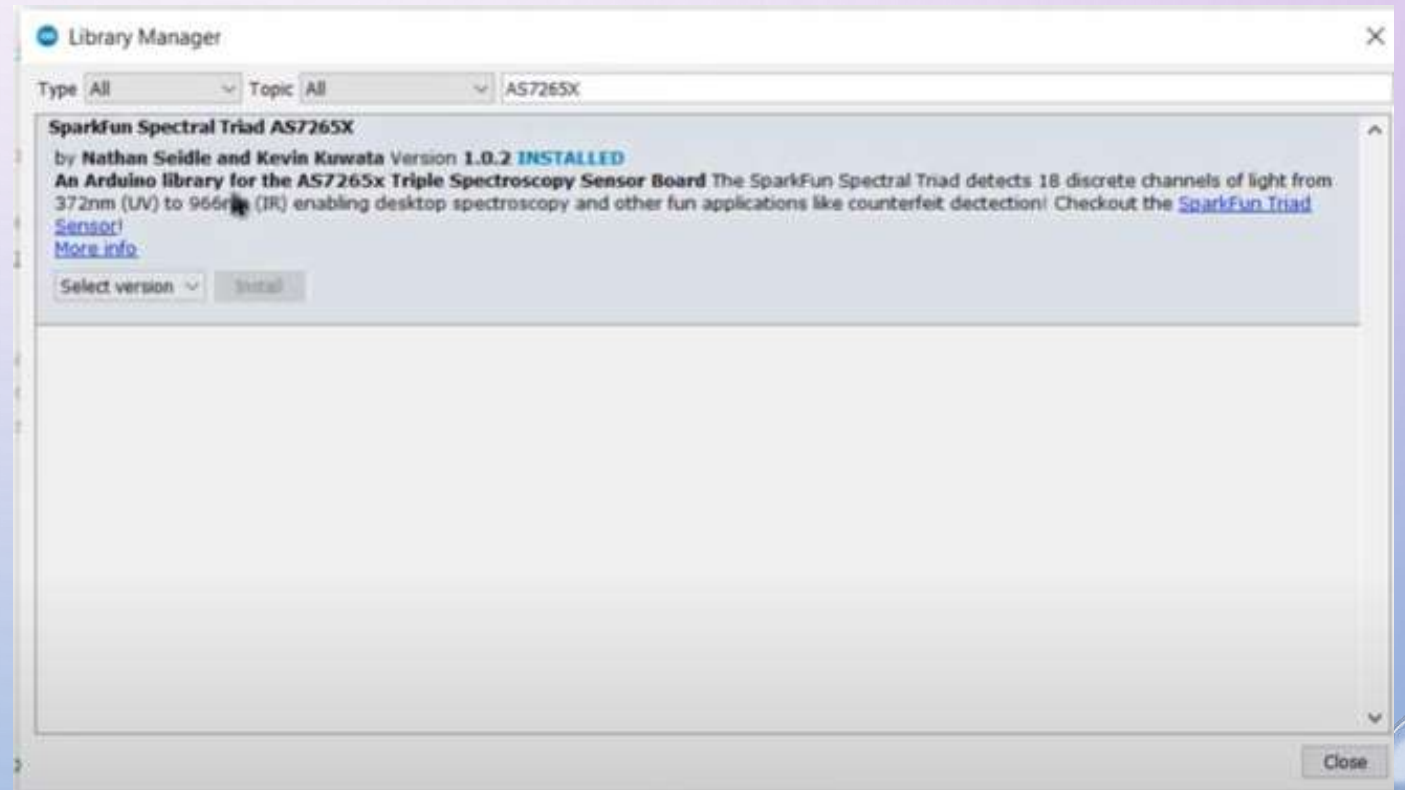 Library Manager
Type All Topic All AS7265X
SparkFun Spectral Triad AS7265X
by Nathan Seidle and Kevin Kuwata Version 1.0.2 INSTALLED
An Arduino library for the AS7265x Triple Spectroscopy Sensor Board The SparkFun Spectral Triad detects 18 discrete channels of light from
372nm (UV) to 966nm (IR) enabling desktop spectroscopy and other fun applications like counterfeit dectection! Checkout the SparkFun Triad
Sensor!
More info
Select version Install
Close